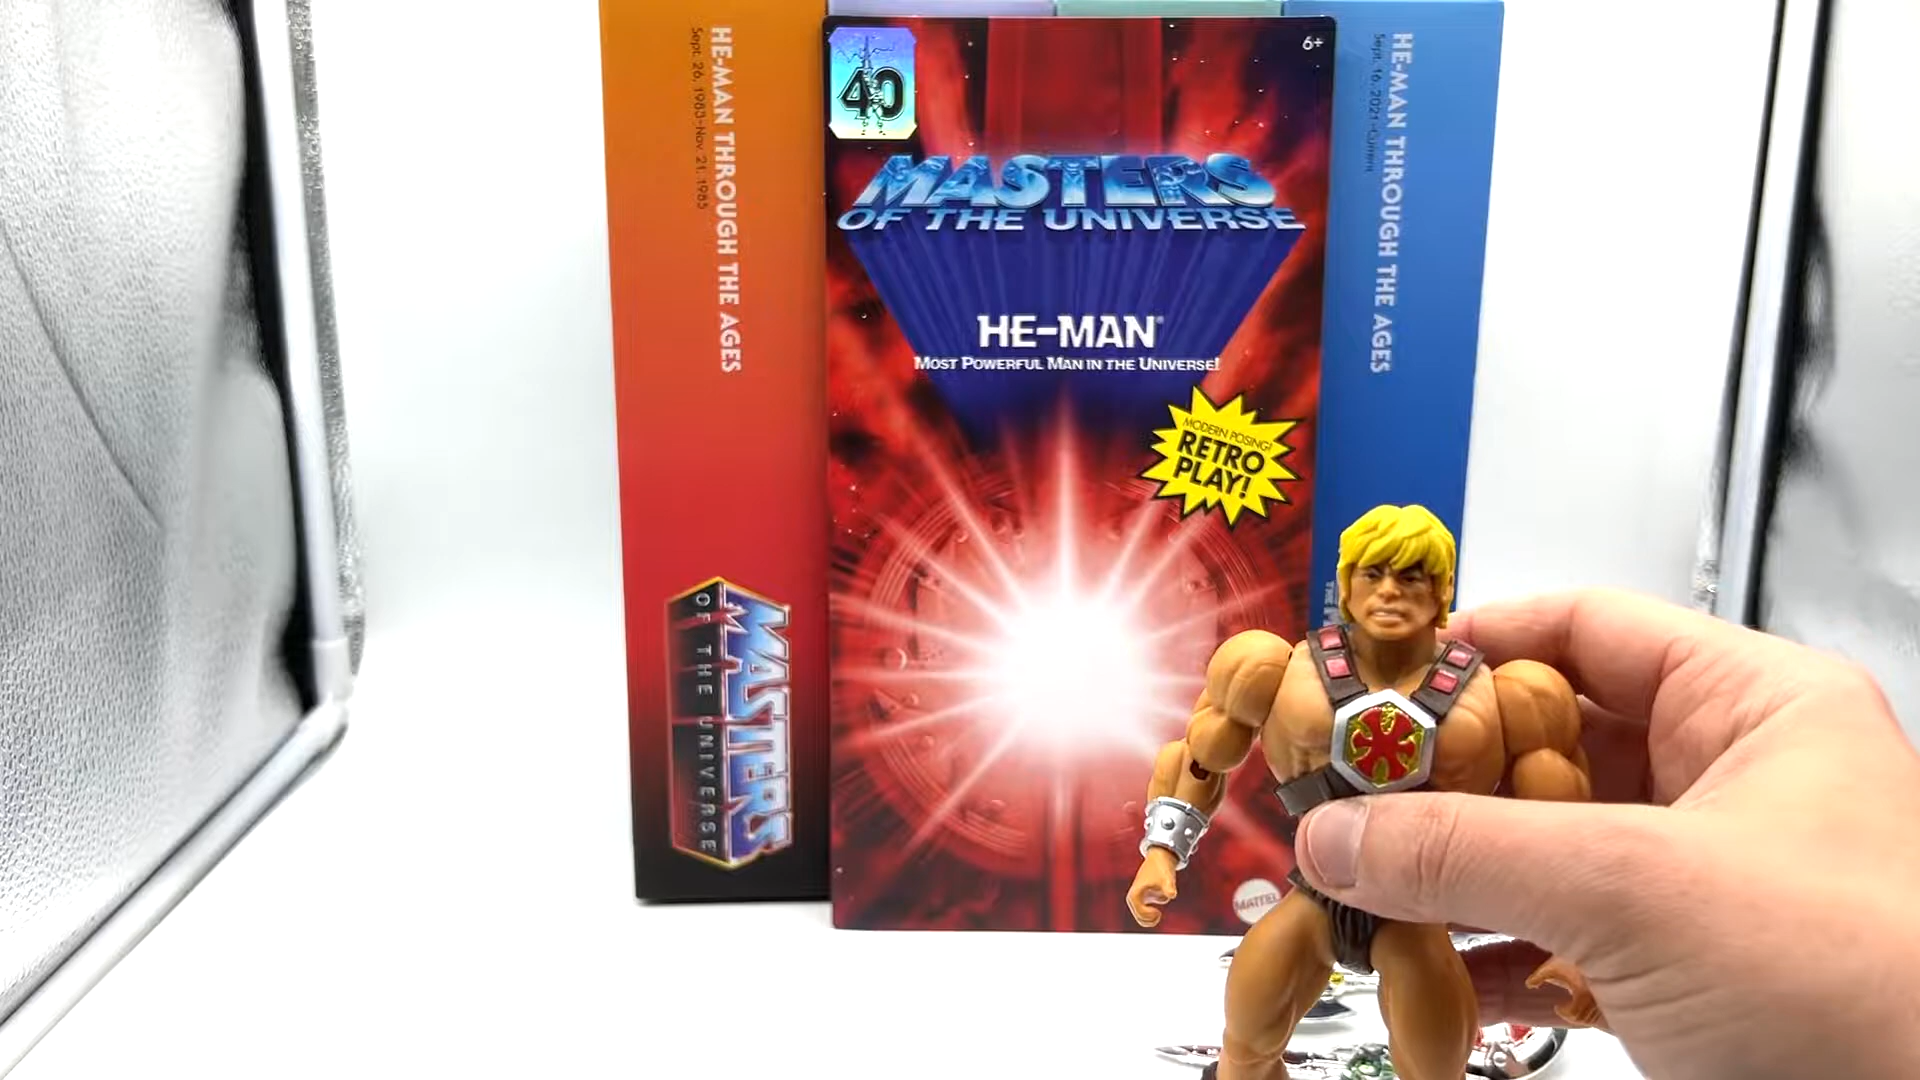 HE-MAN THROUGH THE AGES
Sept. 26, 1983-Nov. 21, 1985
MASTERS
OF THE UNIVERSE
40
6+
MASTERS
OF THE UNIVERSE
HE-MAN®
MOST POWERFUL MAN IN THE UNIVERSE!
MODERN POSING!
RETRO
PLAY!
MATTEL
HE-MAN THROUGH THE AGES
Sept. 16, 2021-Current